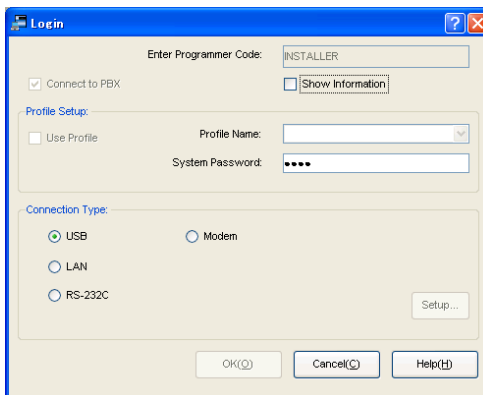 Login
Enter Programmer Code: INSTALLER
Connect to PBX Show Information
Profile Setup:
Use Profile Profile Name:
System Password: ••••
Connection Type:
USB Modem
LAN
RS-232C
Setup...
OK(O) Cancel(C) Help(H)